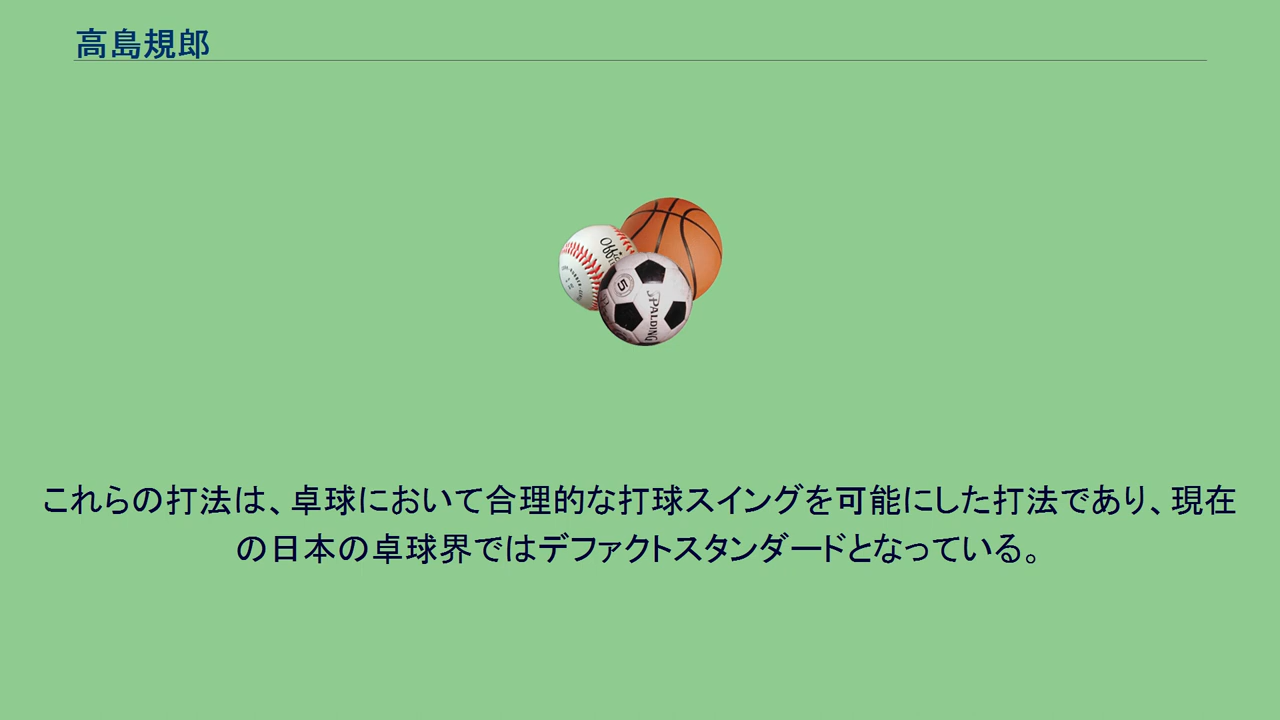 高島規郎
Offic
5
SPALDING
これらの打法は、卓球において合理的な打球スイングを可能にした打法であり、現在
の日本の卓球界ではデファクトスタンダードとなっている。